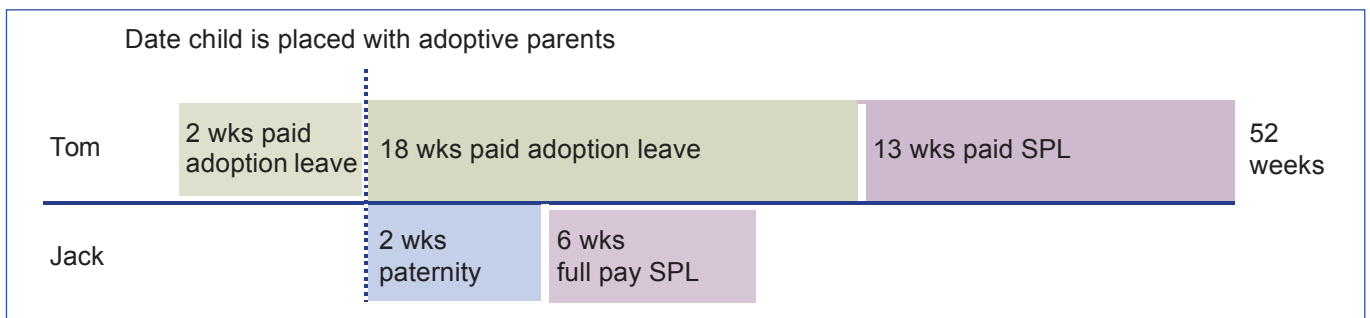 Date child is placed with adoptive parents
Tom
2 wks paid
adoption leave
18 wks paid adoption leave
13 wks paid SPL
52
weeks
Jack
2 wks
paternity
6 wks
full pay SPL